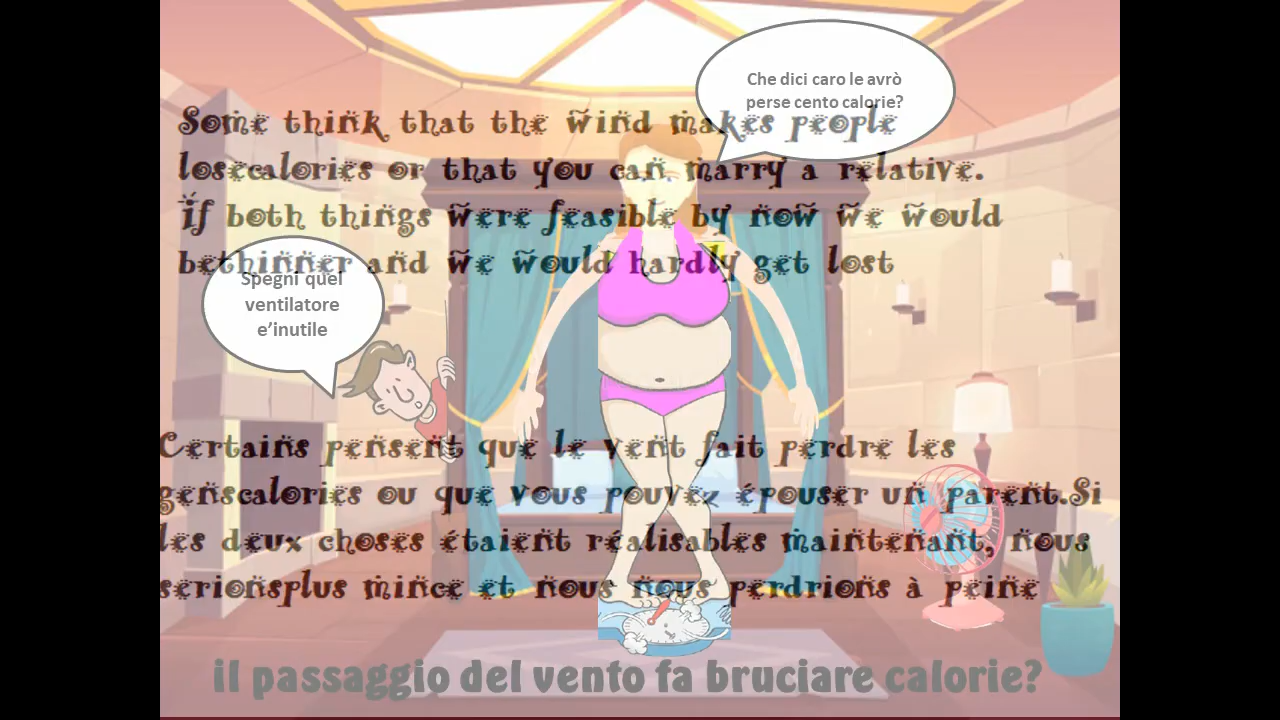 Che dici caro le avrò
perse cento calorie?
Some think that the wind makes people
losecalories or that you can marry a relative.
If both things were feasible by now we would
bethinner and we would hardly get lost
Spegni quel
ventilatore
e'inutile
Certains pensent que le vent fait perdre les
genscalories ou que vous pouvez épouser un parent.Si
les deux choses étaient réalisables maintenant, nous
serionsplus mince et nous nous perdrions à peine
il passaggio del vento fa bruciare calorie?